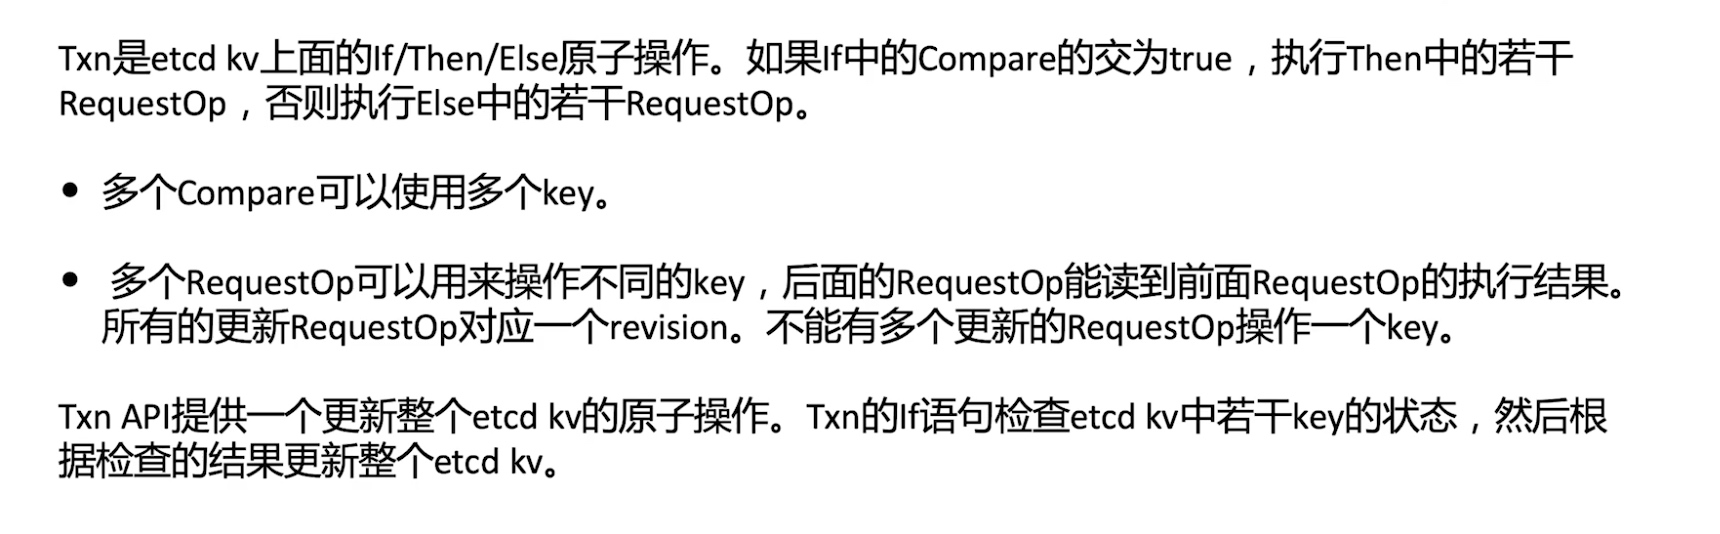 Txn是etcd kv上面的If/Then/Else原子操作。如果If中的Compare的交为true，执行Then中的若干
RequestOp，否则执行Else中的若干RequestOp。
• 多个Compare可以使用多个key。
• 多个RequestOp可以用来操作不同的key，后面的RequestOp能读到前面RequestOp的执行结果。
所有的更新RequestOp对应一个revision。不能有多个更新的RequestOp操作一个key。
Txn API提供一个更新整个etcd kv的原子操作。Txn的If语句检查etcd kv中若干key的状态，然后根
据检查的结果更新整个etcd kv。